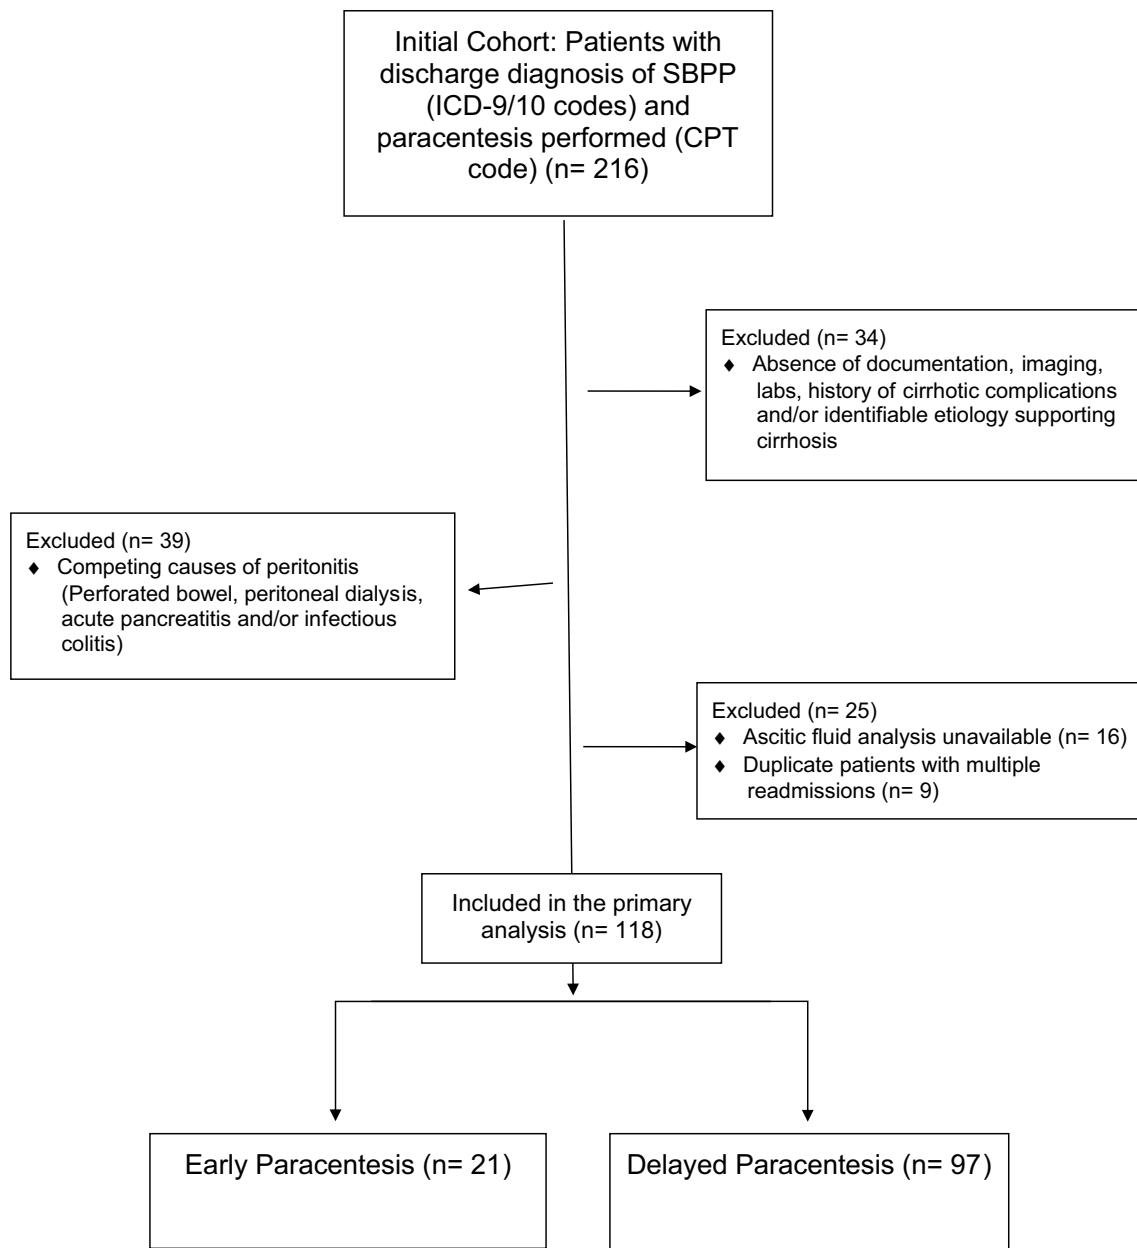 Initial Cohort: Patients with
discharge diagnosis of SBPP
(ICD-9/10 codes) and
paracentesis performed (CPT
code) (n= 216)
Excluded (n= 34)
♦ Absence of documentation, imaging,
labs, history of cirrhotic complications
and/or identifiable etiology supporting
cirrhosis
Excluded (n= 39)
♦ Competing causes of peritonitis
(Perforated bowel, peritoneal dialysis,
acute pancreatitis and/or infectious
colitis)
Excluded (n= 25)
♦ Ascitic fluid analysis unavailable (n= 16)
♦ Duplicate patients with multiple
readmissions (n= 9)
Included in the primary
analysis (n= 118)
Early Paracentesis (n= 21)
Delayed Paracentesis (n= 97)